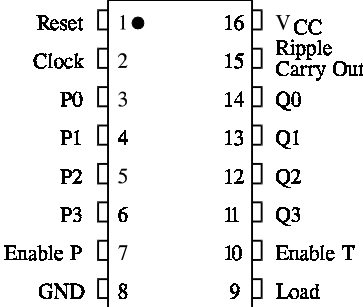 Reset 1 16 VCC
Clock 2 15 Ripple
Carry Out
P0 3 14 Q0
P1 4 13 Q1
P2 5 12 Q2
P3 6 11 Q3
Enable P 7 10 Enable T
GND 8 9 Load